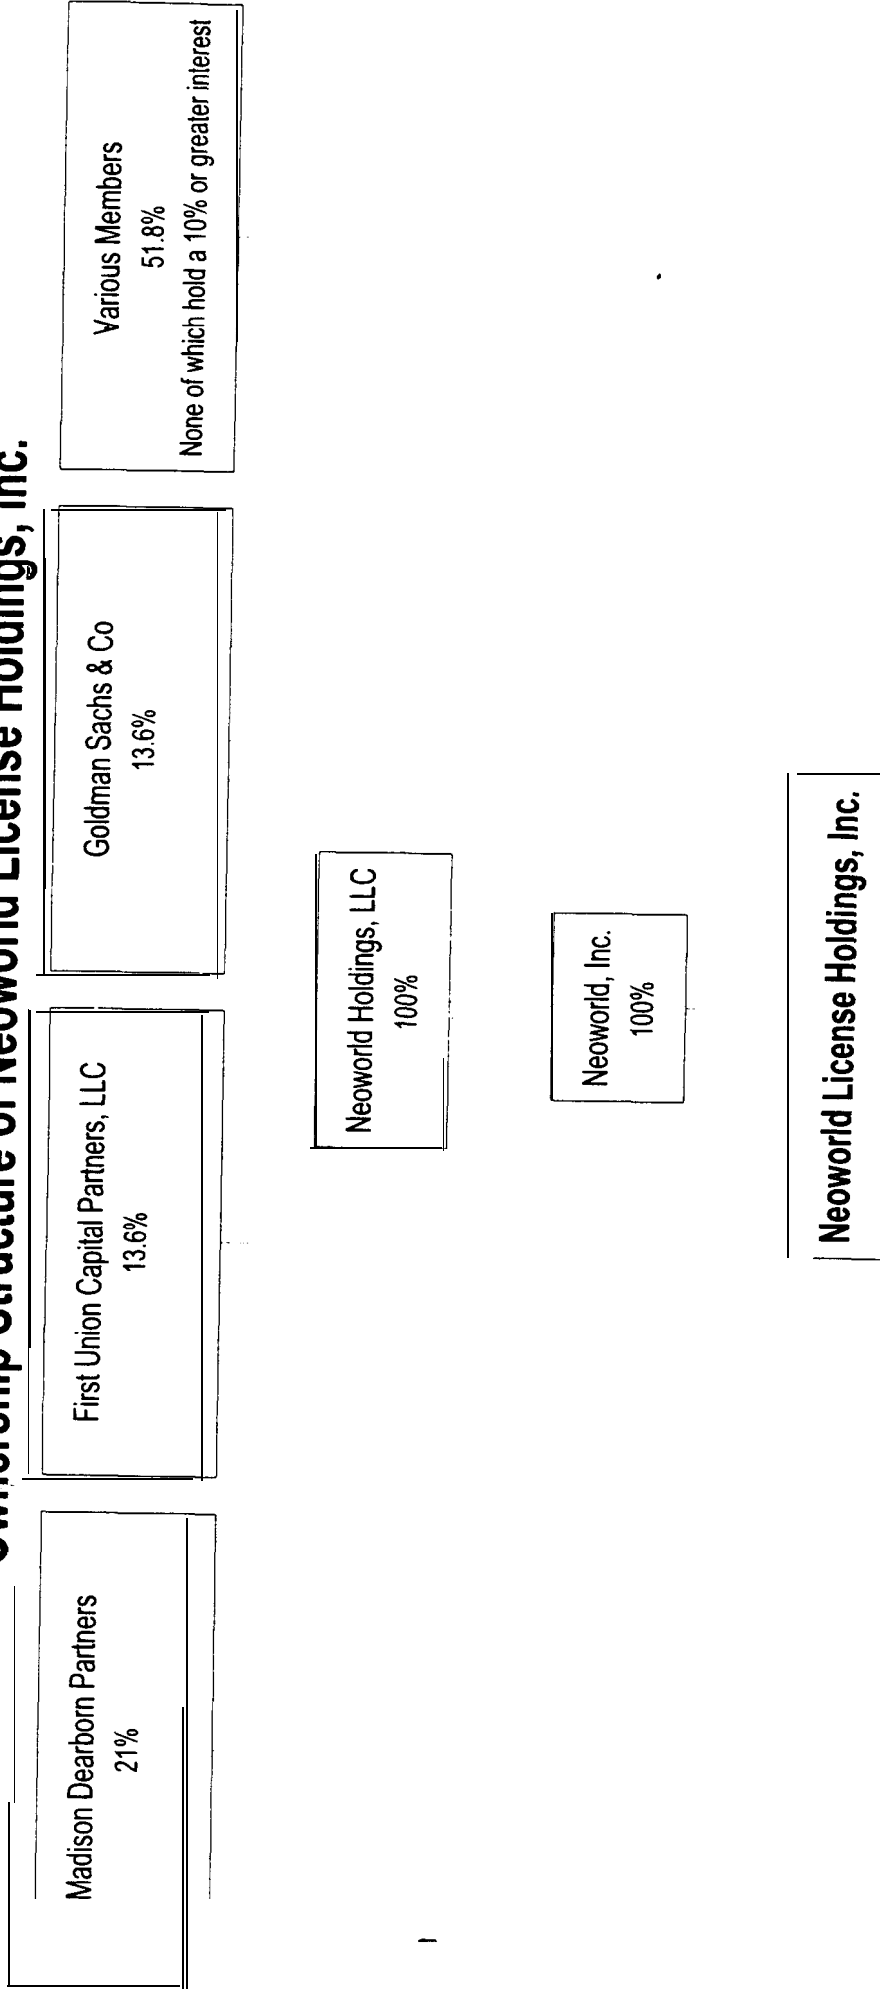 Ownership Structure of Neoworld License Holdings, Inc.
Madison Dearborn Partners
21%
First Union Capital Partners, LLC
13.6%
Goldman Sachs & Co
13.6%
Various Members
51.8%
None of which hold a 10% or greater interest
Neoworld Holdings, LLC
100%
Neoworld, Inc.
100%
Neoworld License Holdings, Inc.